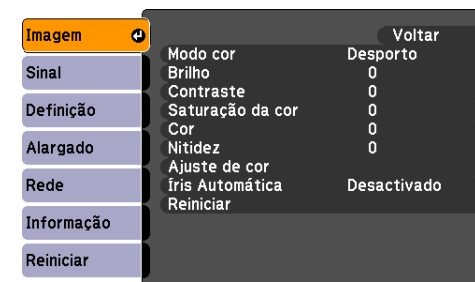 Imagem
Sinal
Definição
Alargado
Rede
Informação
Reiniciar
Voltar
Modo cor Desporto
Brilho 0
Contraste 0
Saturação da cor 0
Cor 0
Nitidez 0
Ajuste de cor
Íris Automática Desactivado
Reiniciar